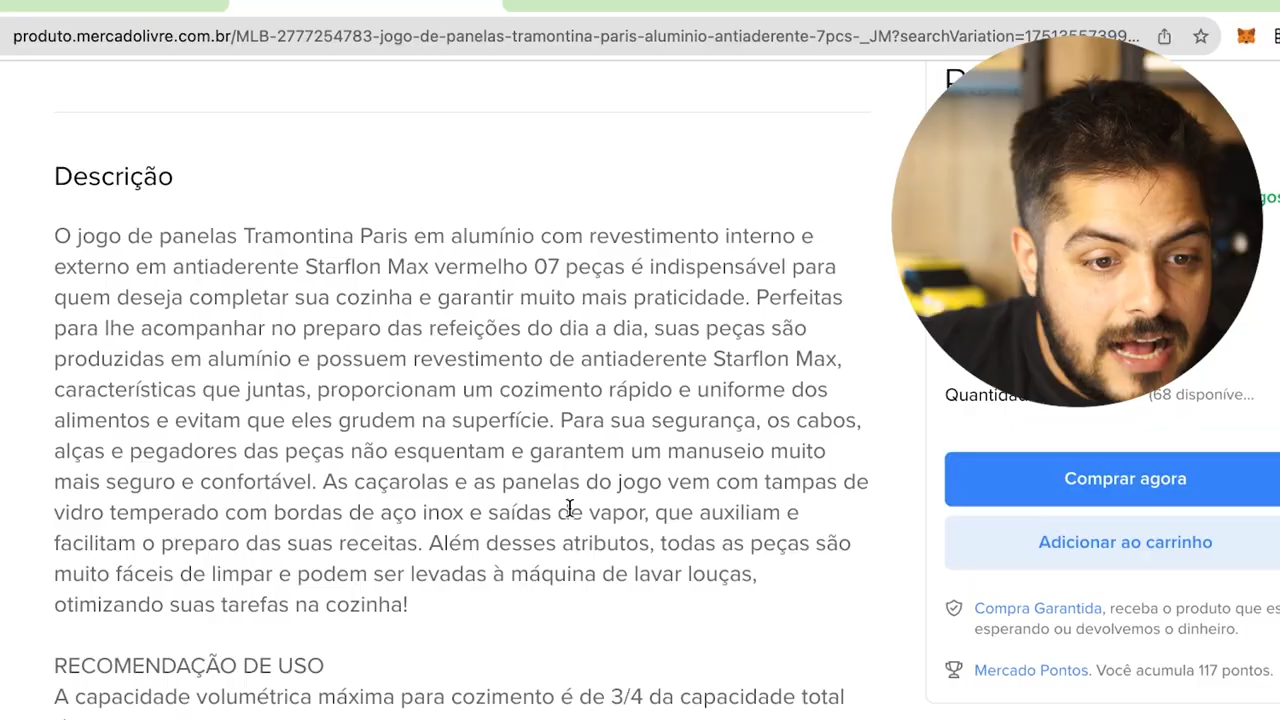 produto.mercadolivre.com.br/MLB-2777254783-jogo-de-panelas-tramontina-paris-aluminio-antiaderente-7pcs-_JM?searchVariation=17513557399...
Descrição
O jogo de panelas Tramontina Paris em alumínio com revestimento interno e
externo em antiaderente Starflon Max vermelho 07 peças é indispensável para
quem deseja completar sua cozinha e garantir muito mais praticidade. Perfeitas
para lhe acompanhar no preparo das refeições do dia a dia, suas peças são
produzidas em alumínio e possuem revestimento de antiaderente Starflon Max,
características que juntas, proporcionam um cozimento rápido e uniforme dos
alimentos e evitam que eles grudem na superfície. Para sua segurança, os cabos,
alças e pegadores das peças não esquentam e garantem um manuseio muito
mais seguro e confortável. As caçarolas e as panelas do jogo vem com tampas de
vidro temperado com bordas de aço inox e saídas de vapor, que auxiliam e
facilitam o preparo das suas receitas. Além desses atributos, todas as peças são
muito fáceis de limpar e podem ser levadas à máquina de lavar louças,
otimizando suas tarefas na cozinha!
RECOMENDAÇÃO DE USO
A capacidade volumétrica máxima para cozimento é de 3/4 da capacidade total
Quantidad (68 disponíve...
Comprar agora
Adicionar ao carrinho
Compra Garantida, receba o produto que es
esperando ou devolvemos o dinheiro.
Mercado Pontos. Você acumula 117 pontos.